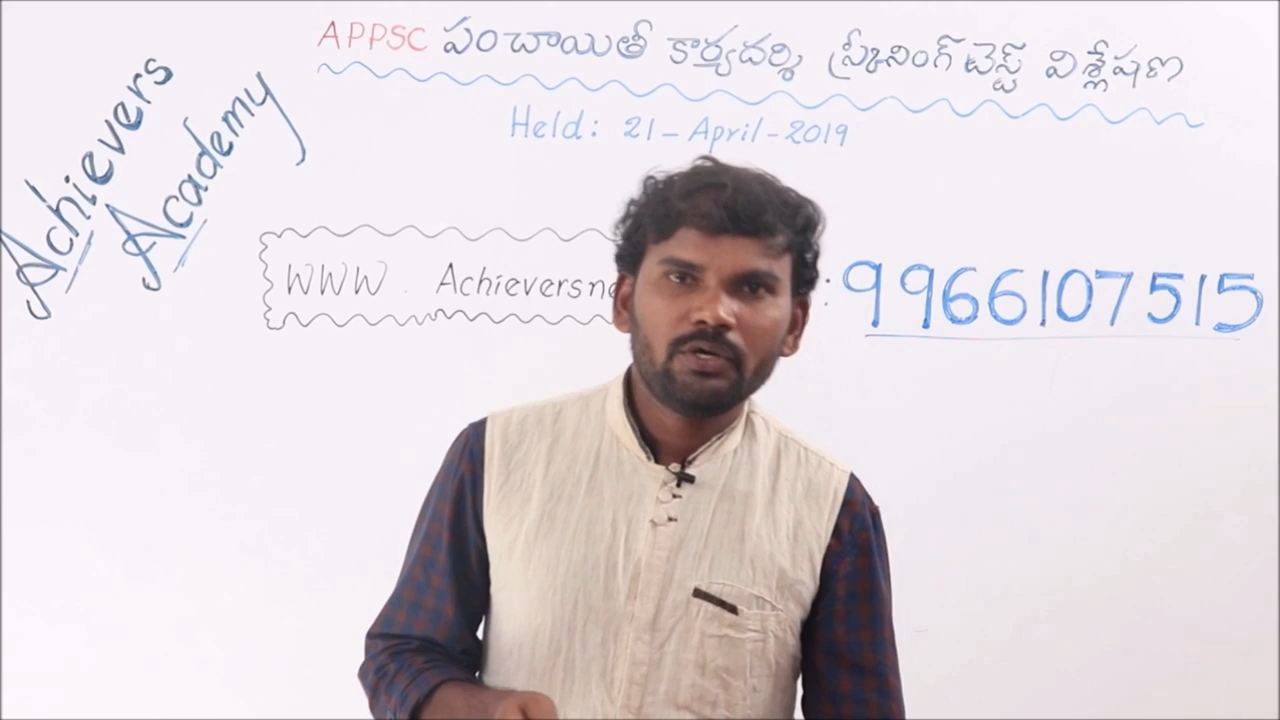 APPSC పంచాయితీ కార్యదర్శి స్క్రీనింగ్ టెస్ట్ విశ్లేషణ
Held: 21-April-2019
Achievers
Academy
WWW. Achieversne
: 9966107515